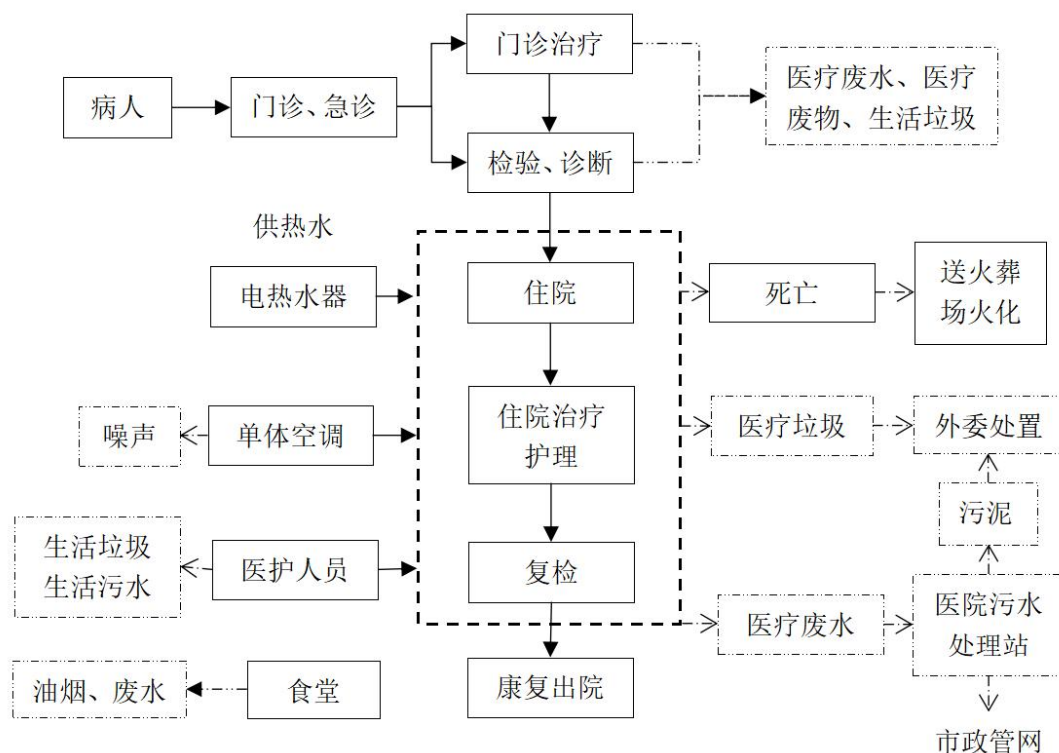 门诊治疗
医疗废水、医疗
废物、生活垃圾
病人
门诊、急诊
检验、诊断
供热水
电热水器
住院
死亡
送火葬
场火化
噪声
单体空调
住院治疗
护理
医疗垃圾
外委处置
污泥
生活垃圾
生活污水
医护人员
复检
医疗废水
医院污水
处理站
油烟、废水
食堂
康复出院
市政管网